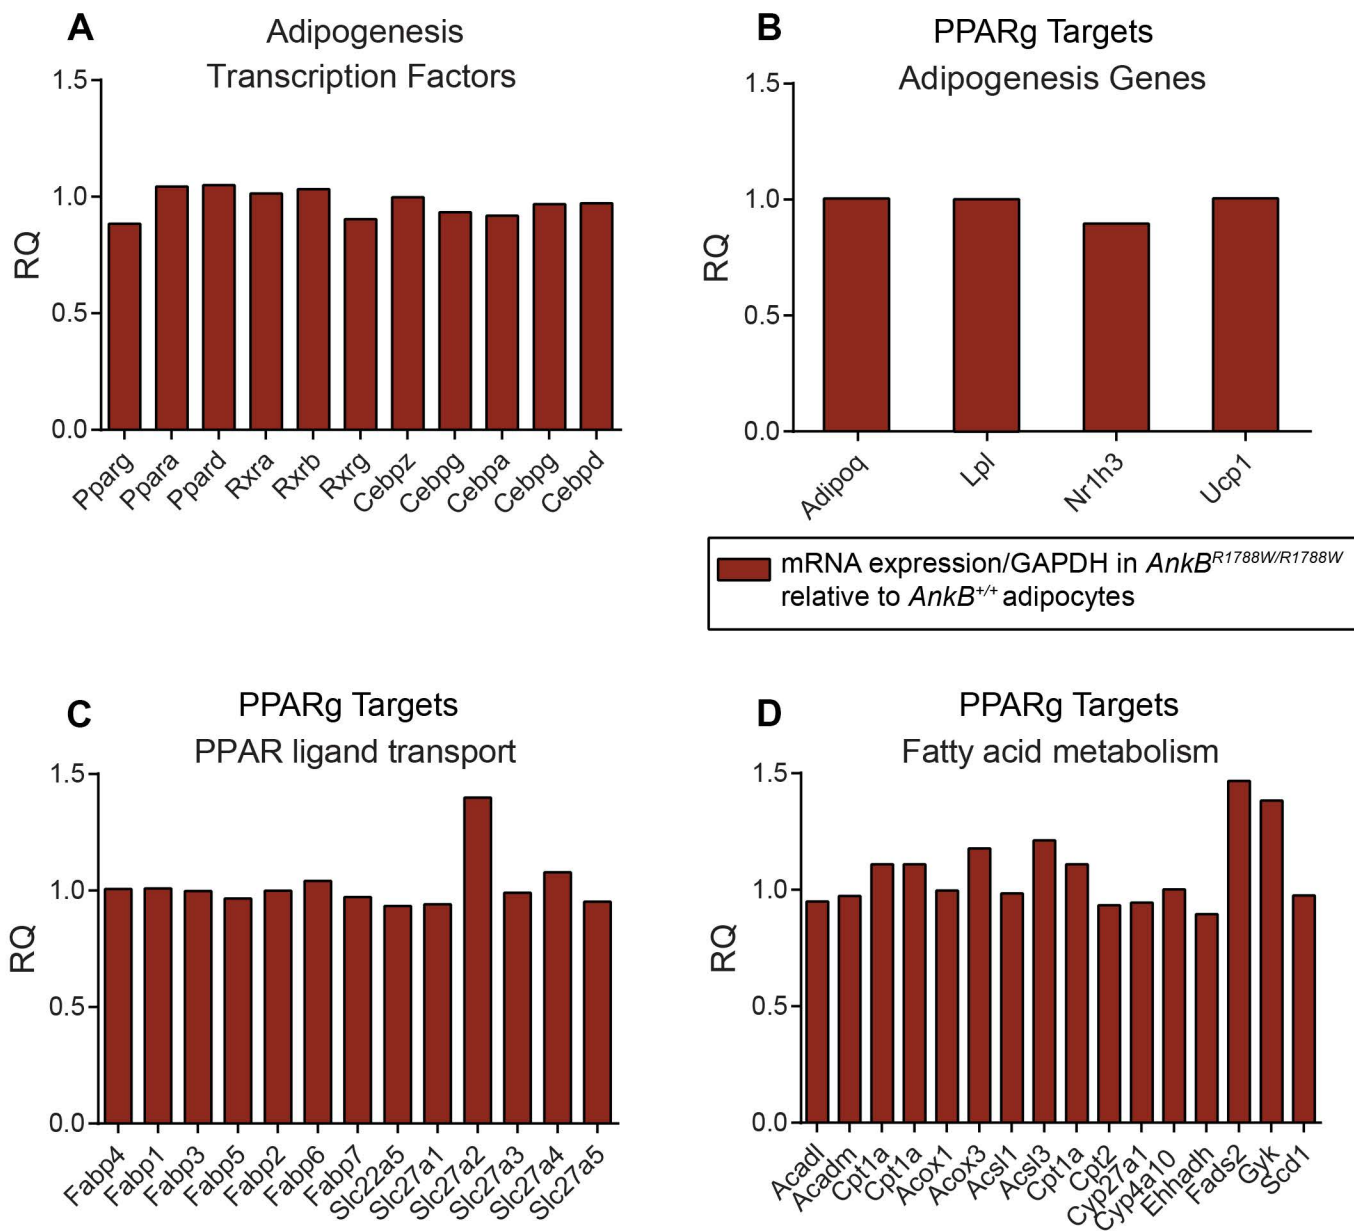 A
Adipogenesis
Transcription Factors
1.5
1.0
0.5
0.0
RQ
Pparg
Ppara
Ppard
Rxra
Rxrb
Rxrg
Cebpz
Cebpg
Cebpa
Cebpg
Cebpd
B
PPARg Targets
Adipogenesis Genes
1.5
1.0
0.5
0.0
RQ
Adipoq
Lpl
Nr1h3
Ucp1
mRNA expression/GAPDH in AnkB^R1788W/R1788W
relative to AnkB^+/+ adipocytes
C
PPARg Targets
PPAR ligand transport
1.5
1.0
0.5
0.0
RQ
Fabp4
Fabp1
Fabp3
Fabp5
Fabp2
Fabp6
Fabp7
Slc22a5
Slc27a1
Slc27a2
Slc27a3
Slc27a4
Slc27a5
D
PPARg Targets
Fatty acid metabolism
1.5
1.0
0.5
0.0
RQ
Acadl
Acadm
Cpt1a
Cpt1a
Acox1
Acox3
Acsl1
Acsl3
Cpt1a
Cpt2
Cyp27a1
Cyp4a10
Ehhadh
Fads2
Gyk
Scd1